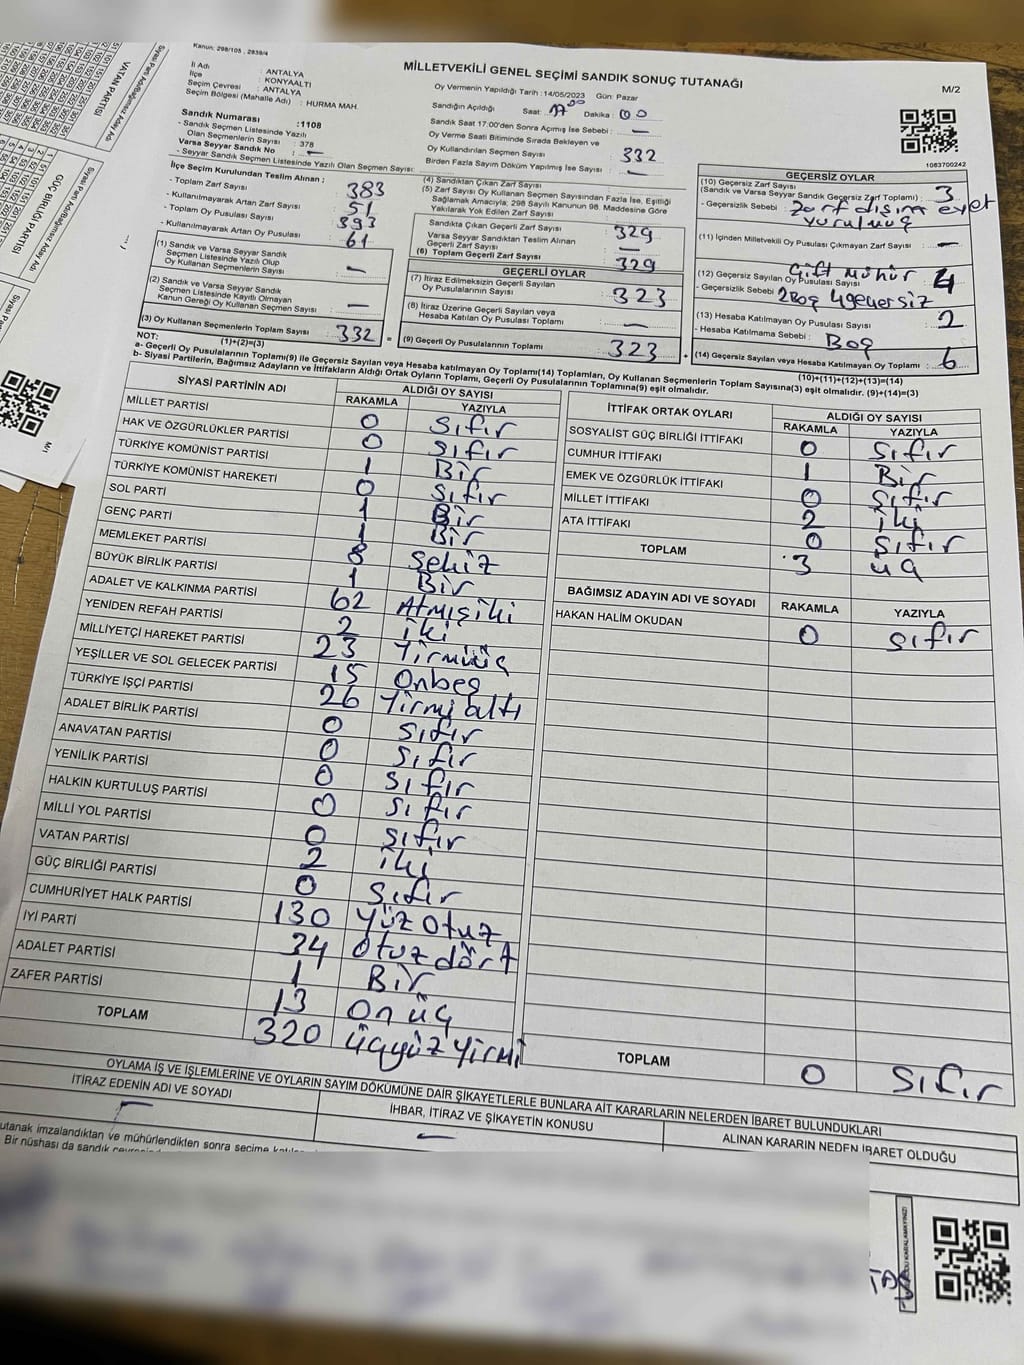 Kanun: 298/105 , 2839/4
MİLLETVEKİLİ GENEL SEÇİMİ SANDIK SONUÇ TUTANAĞI
M/2
İl Adı : ANTALYA
İlçe : KONYAALTI
Seçim Çevresi : ANTALYA
Seçim Bölgesi (Mahalle Adı) : HURMA MAH.
Sandık Numarası : 1108
- Sandık Seçmen Listesinde Yazılı
Olan Seçmenlerin Sayısı : 378
Varsa Seyyar Sandık No : —
- Seyyar Sandık Seçmen Listesinde Yazılı Olan Seçmen Sayısı:
Oy Vermenin Yapıldığı Tarih : 14/05/2023 Gün: Pazar
Sandığın Açıldığı Saat: 17 00 Dakika : 00
Sandık Saat 17:00'den Sonra Açılmış İse Sebebi : —
Oy Verme Saati Bitiminde Sırada Bekleyen ve
Oy Kullandırılan Seçmen Sayısı : 332
Birden Fazla Sayım Döküm Yapılmış İse Sayısı : —
1083700242
İlçe Seçim Kurulundan Teslim Alınan ;
- Toplam Zarf Sayısı : 383
- Kullanılmayarak Artan Zarf Sayısı : 51
- Toplam Oy Pusulası Sayısı : 393
- Kullanılmayarak Artan Oy Pusulası : 61
(1) Sandık ve Varsa Seyyar Sandık
Seçmen Listesinde Yazılı Olup
Oy Kullanan Seçmenlerin Sayısı : —
(2) Sandık ve Varsa Seyyar Sandık
Seçmen Listesinde Kayıtlı Olmayan
Kanun Gereği Oy Kullanan Seçmen Sayısı : —
(3) Oy Kullanan Seçmenlerin Toplam Sayısı : 332
(1)+(2)=(3)
(4) Sandıktan Çıkan Zarf Sayısı
(5) Zarf Sayısı Oy Kullanan Seçmen Sayısından Fazla İse, Eşitliği
Sağlamak Amacıyla; 298 Sayılı Kanunun 98. Maddesine Göre
Yakılarak Yok Edilen Zarf Sayısı
Sandıkta Çıkan Geçerli Zarf Sayısı : 329
Varsa Seyyar Sandıktan Teslim Alınan
Geçerli Zarf Sayısı : —
(6) Toplam Geçerli Zarf Sayısı : 329
GEÇERLİ OYLAR
(7) İtiraz Edilmeksizin Geçerli Sayılan
Oy Pusulalarının Sayısı : 323
(8) İtiraz Üzerine Geçerli Sayılan veya
Hesaba Katılan Oy Pusulası Toplamı : —
(9) Geçerli Oy Pusulalarının Toplamı : 323
GEÇERSİZ OYLAR
(10) Geçersiz Zarf Sayısı
(Sandık ve Varsa Seyyar Sandık Geçersiz Zarf Toplamı) : 3
- Geçersizlik Sebebi : Zarf dışına evet
vurulmuş
(11) İçinden Milletvekili Oy Pusulası Çıkmayan Zarf Sayısı : —
Çift mühür
(12) Geçersiz Sayılan Oy Pusulası Sayısı : 4
- Geçersizlik Sebebi : 2Boş 4geçersiz
(13) Hesaba Katılmayan Oy Pusulası Sayısı : 2
- Hesaba Katılmama Sebebi : Boş
(14) Geçersiz Sayılan veya Hesaba Katılmayan Oy Toplamı : 6
(10)+(11)+(12)+(13)=(14)
NOT:
a- Geçerli Oy Pusulalarının Toplamı(9) ile Geçersiz Sayılan veya Hesaba katılmayan Oy Toplamı(14) Toplamları, Oy Kullanan Seçmenlerin Toplam Sayısına(3) eşit olmalıdır. (9)+(14)=(3)
b- Siyasi Partilerin, Bağımsız Adayların ve İttifakların Aldığı Ortak Oyların Toplamı, Geçerli Oy Pusulalarının Toplamına(9) eşit olmalıdır.
SİYASİ PARTİNİN ADI ALDIĞI OY SAYISI
RAKAMLA YAZIYLA
MİLLET PARTİSİ 0 Sıfır
HAK VE ÖZGÜRLÜKLER PARTİSİ 0 Sıfır
TÜRKİYE KOMÜNİST PARTİSİ 1 Bir
TÜRKİYE KOMÜNİST HAREKETİ 0 Sıfır
SOL PARTİ 1 Bir
GENÇ PARTİ 1 Bir
MEMLEKET PARTİSİ 8 Sekiz
BÜYÜK BİRLİK PARTİSİ 1 Bir
ADALET VE KALKINMA PARTİSİ 62 Atmışiki
YENİDEN REFAH PARTİSİ 2 iki
MİLLİYETÇİ HAREKET PARTİSİ 23 Yirmiüç
YEŞİLLER VE SOL GELECEK PARTİSİ 15 Onbeş
TÜRKİYE İŞÇİ PARTİSİ 26 Yirmi altı
ADALET BİRLİK PARTİSİ 0 Sıfır
ANAVATAN PARTİSİ 0 Sıfır
YENİLİK PARTİSİ 0 Sıfır
HALKIN KURTULUŞ PARTİSİ 0 Sıfır
MİLLİ YOL PARTİSİ 0 Sıfır
VATAN PARTİSİ 2 iki
GÜÇ BİRLİĞİ PARTİSİ 0 Sıfır
CUMHURİYET HALK PARTİSİ 130 Yüz Otuz
İYİ PARTİ 34 Otuz dört
ADALET PARTİSİ 1 Bir
ZAFER PARTİSİ 13 On üç
TOPLAM 320 üçyüz Yirmi
İTTİFAK ORTAK OYLARI ALDIĞI OY SAYISI
RAKAMLA YAZIYLA
SOSYALİST GÜÇ BİRLİĞİ İTTİFAKI 0 Sıfır
CUMHUR İTTİFAKI 1 Bir
EMEK VE ÖZGÜRLÜK İTTİFAKI 0 Sıfır
MİLLET İTTİFAKI 2 iki
ATA İTTİFAKI 0 Sıfır
TOPLAM 3 üç
BAĞIMSIZ ADAYIN ADI VE SOYADI RAKAMLA YAZIYLA
HAKAN HALİM OKUDAN 0 Sıfır
TOPLAM 0 Sıfır
OYLAMA İŞ VE İŞLEMLERİNE VE OYLARIN SAYIM DÖKÜMÜNE DAİR ŞİKAYETLERLE BUNLARA AİT KARARLARIN NELERDEN İBARET BULUNDUKLARI
İTİRAZ EDENİN ADI VE SOYADI İHBAR, İTİRAZ VE ŞİKAYETİN KONUSU ALINAN KARARIN NEDEN İBARET OLDUĞU
— —
utanak imzalandıktan ve mühürlendikten sonra seçime
Bir nüshası da sandık
VATAN PARTİSİ
Siyasi Parti Adı/Bağımsız Aday Adı
GÜÇ BİRLİĞİ PARTİSİ
Siyasi Parti Adı/Bağımsız Aday Adı
M/1